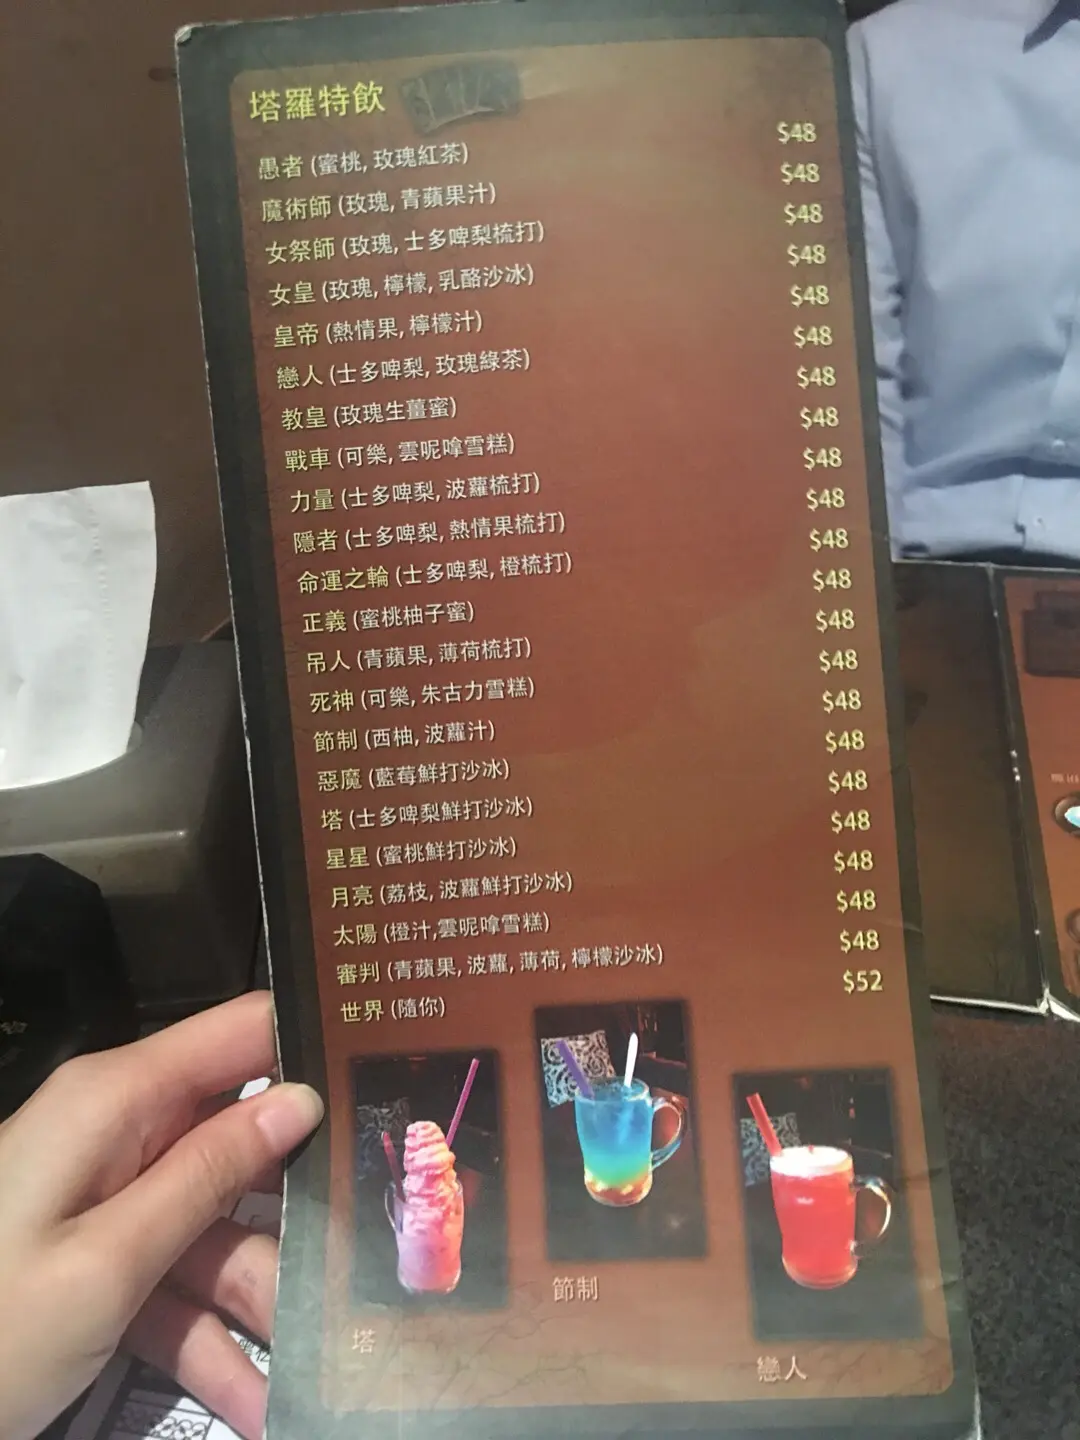 塔羅特飲
愚者 (蜜桃, 玫瑰紅茶) $48
魔術師 (玫瑰, 青蘋果汁) $48
女祭師 (玫瑰, 士多啤梨梳打) $48
女皇 (玫瑰, 檸檬, 乳酪沙冰) $48
皇帝 (熱情果, 檸檬汁) $48
戀人 (士多啤梨, 玫瑰綠茶) $48
教皇 (玫瑰生薑蜜) $48
戰車 (可樂, 雲呢嗱雪糕) $48
力量 (士多啤梨, 波蘿梳打) $48
隱者 (士多啤梨, 熱情果梳打) $48
命運之輪 (士多啤梨, 橙梳打) $48
正義 (蜜桃柚子蜜) $48
吊人 (青蘋果, 薄荷梳打) $48
死神 (可樂, 朱古力雪糕) $48
節制 (西柚, 波蘿汁) $48
惡魔 (藍莓鮮打沙冰) $48
塔 (士多啤梨鮮打沙冰) $48
星星 (蜜桃鮮打沙冰) $48
月亮 (荔枝, 波蘿鮮打沙冰) $48
太陽 (橙汁,雲呢嗱雪糕) $48
審判 (青蘋果, 波蘿, 薄荷, 檸檬沙冰) $48
世界 (隨你) $52
塔
節制
戀人